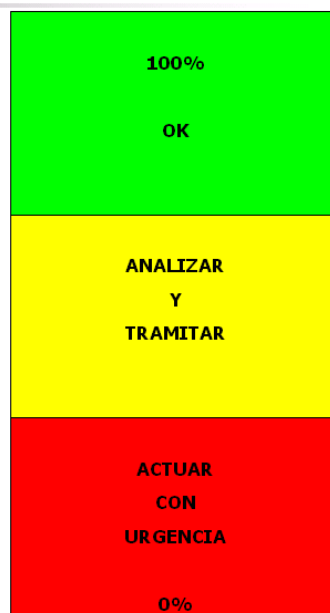 100%
OK
ANALIZAR
Y
TRAMITAR
ACTUAR
CON
URGENCIA
0%